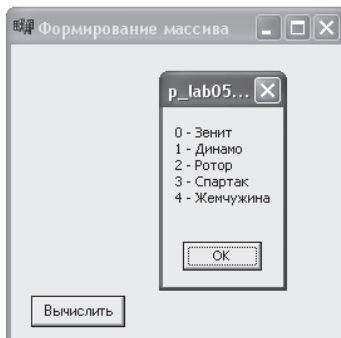 Формирование массива
p_lab05...
0 - Зенит
1 - Динамо
2 - Ротор
3 - Спартак
4 - Жемчужина
OK
Вычислить